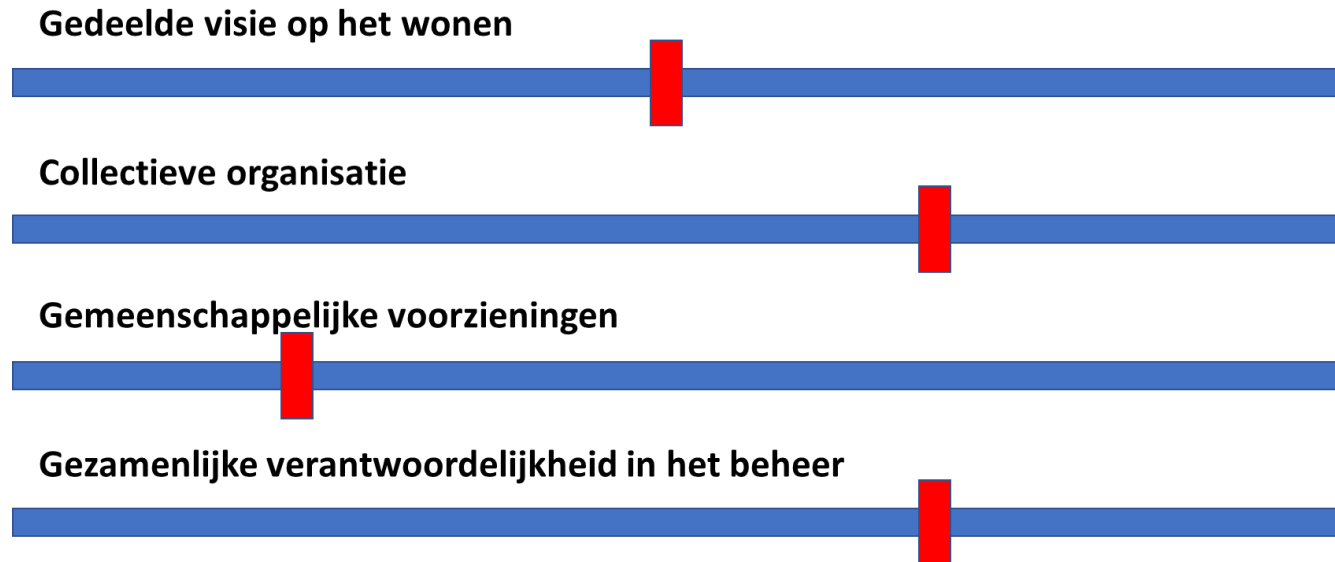 Gedeelde visie op het wonen
Collectieve organisatie
Gemeenschappelijke voorzieningen
Gezamenlijke verantwoordelijkheid in het beheer